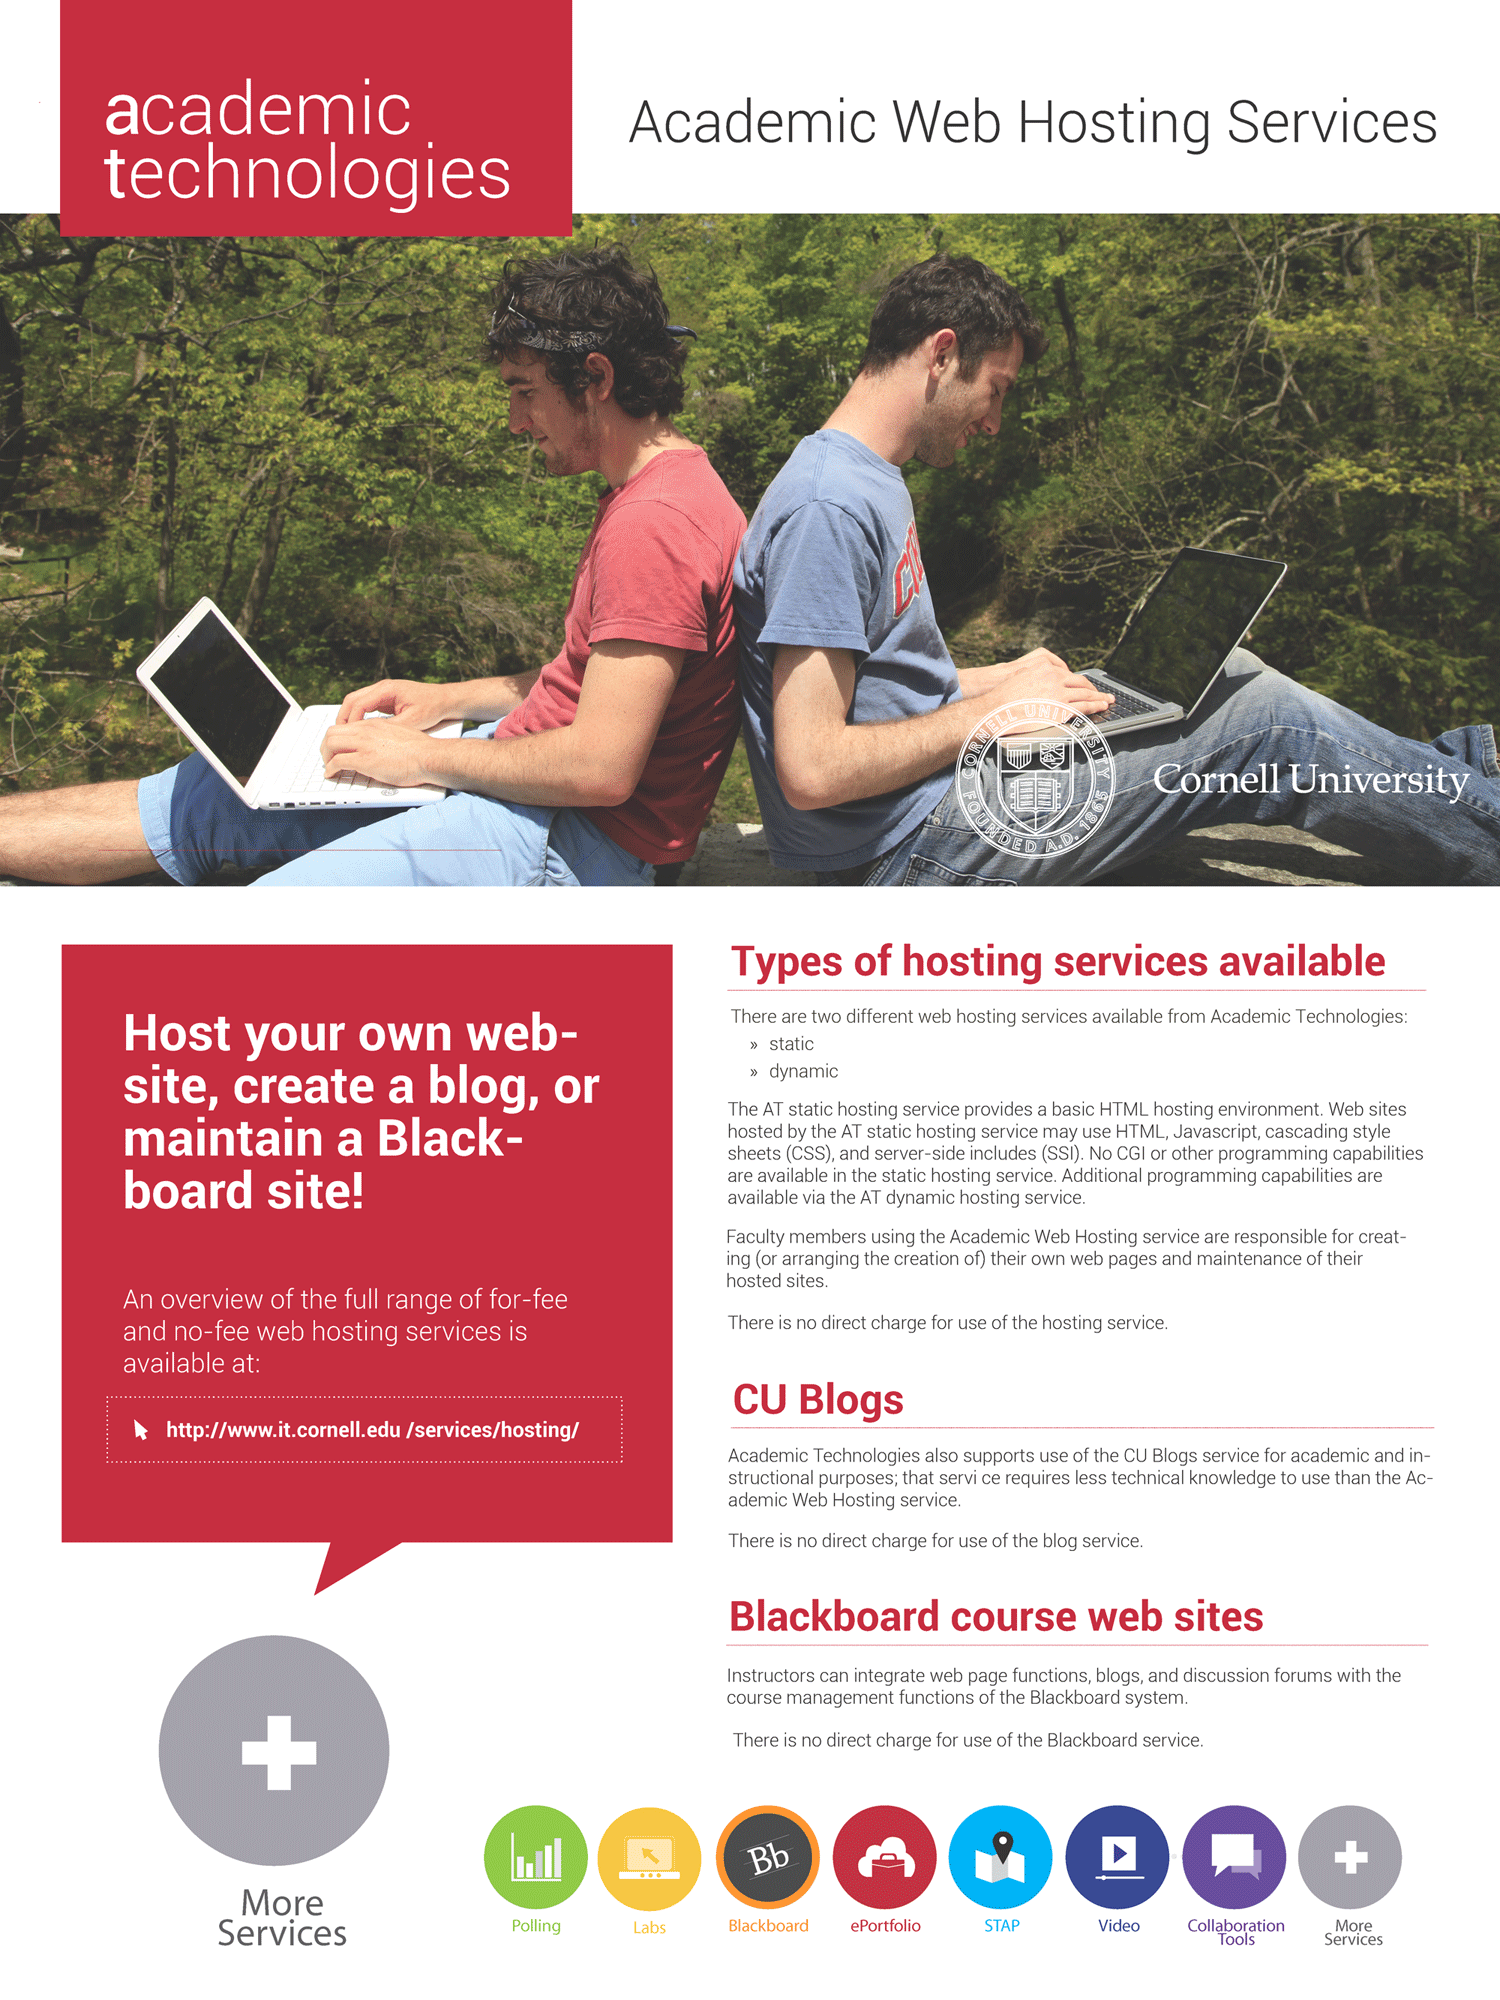 academic
technologies
Academic Web Hosting Services
CO
CORNELL UNIVERSITY
FOUNDED A.D. 1865
Cornell University
Host your own web-
site, create a blog, or
maintain a Black-
board site!
An overview of the full range of for-fee
and no-fee web hosting services is
available at:
http://www.it.cornell.edu /services/hosting/
More
Services
Types of hosting services available
There are two different web hosting services available from Academic Technologies:
» static
» dynamic
The AT static hosting service provides a basic HTML hosting environment. Web sites
hosted by the AT static hosting service may use HTML, Javascript, cascading style
sheets (CSS), and server-side includes (SSI). No CGI or other programming capabilities
are available in the static hosting service. Additional programming capabilities are
available via the AT dynamic hosting service.
Faculty members using the Academic Web Hosting service are responsible for creat-
ing (or arranging the creation of) their own web pages and maintenance of their
hosted sites.
There is no direct charge for use of the hosting service.
CU Blogs
Academic Technologies also supports use of the CU Blogs service for academic and in-
structional purposes; that servi ce requires less technical knowledge to use than the Ac-
ademic Web Hosting service.
There is no direct charge for use of the blog service.
Blackboard course web sites
Instructors can integrate web page functions, blogs, and discussion forums with the
course management functions of the Blackboard system.
There is no direct charge for use of the Blackboard service.
Bb
Polling
Labs
Blackboard
ePortfolio
STAP
Video
Collaboration
Tools
More
Services